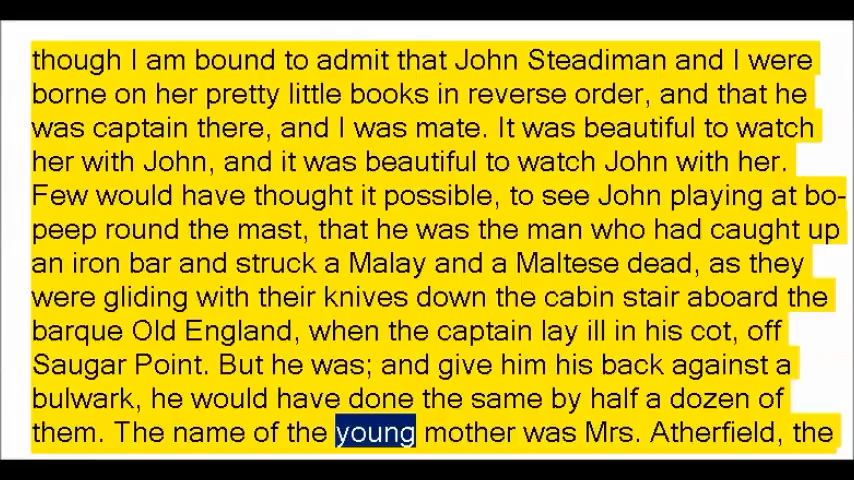 though I am bound to admit that John Steadiman and I were
borne on her pretty little books in reverse order, and that he
was captain there, and I was mate. It was beautiful to watch
her with John, and it was beautiful to watch John with her.
Few would have thought it possible, to see John playing at bo-
peep round the mast, that he was the man who had caught up
an iron bar and struck a Malay and a Maltese dead, as they
were gliding with their knives down the cabin stair aboard the
barque Old England, when the captain lay ill in his cot, off
Saugar Point. But he was; and give him his back against a
bulwark, he would have done the same by half a dozen of
them. The name of the young mother was Mrs. Atherfield, the